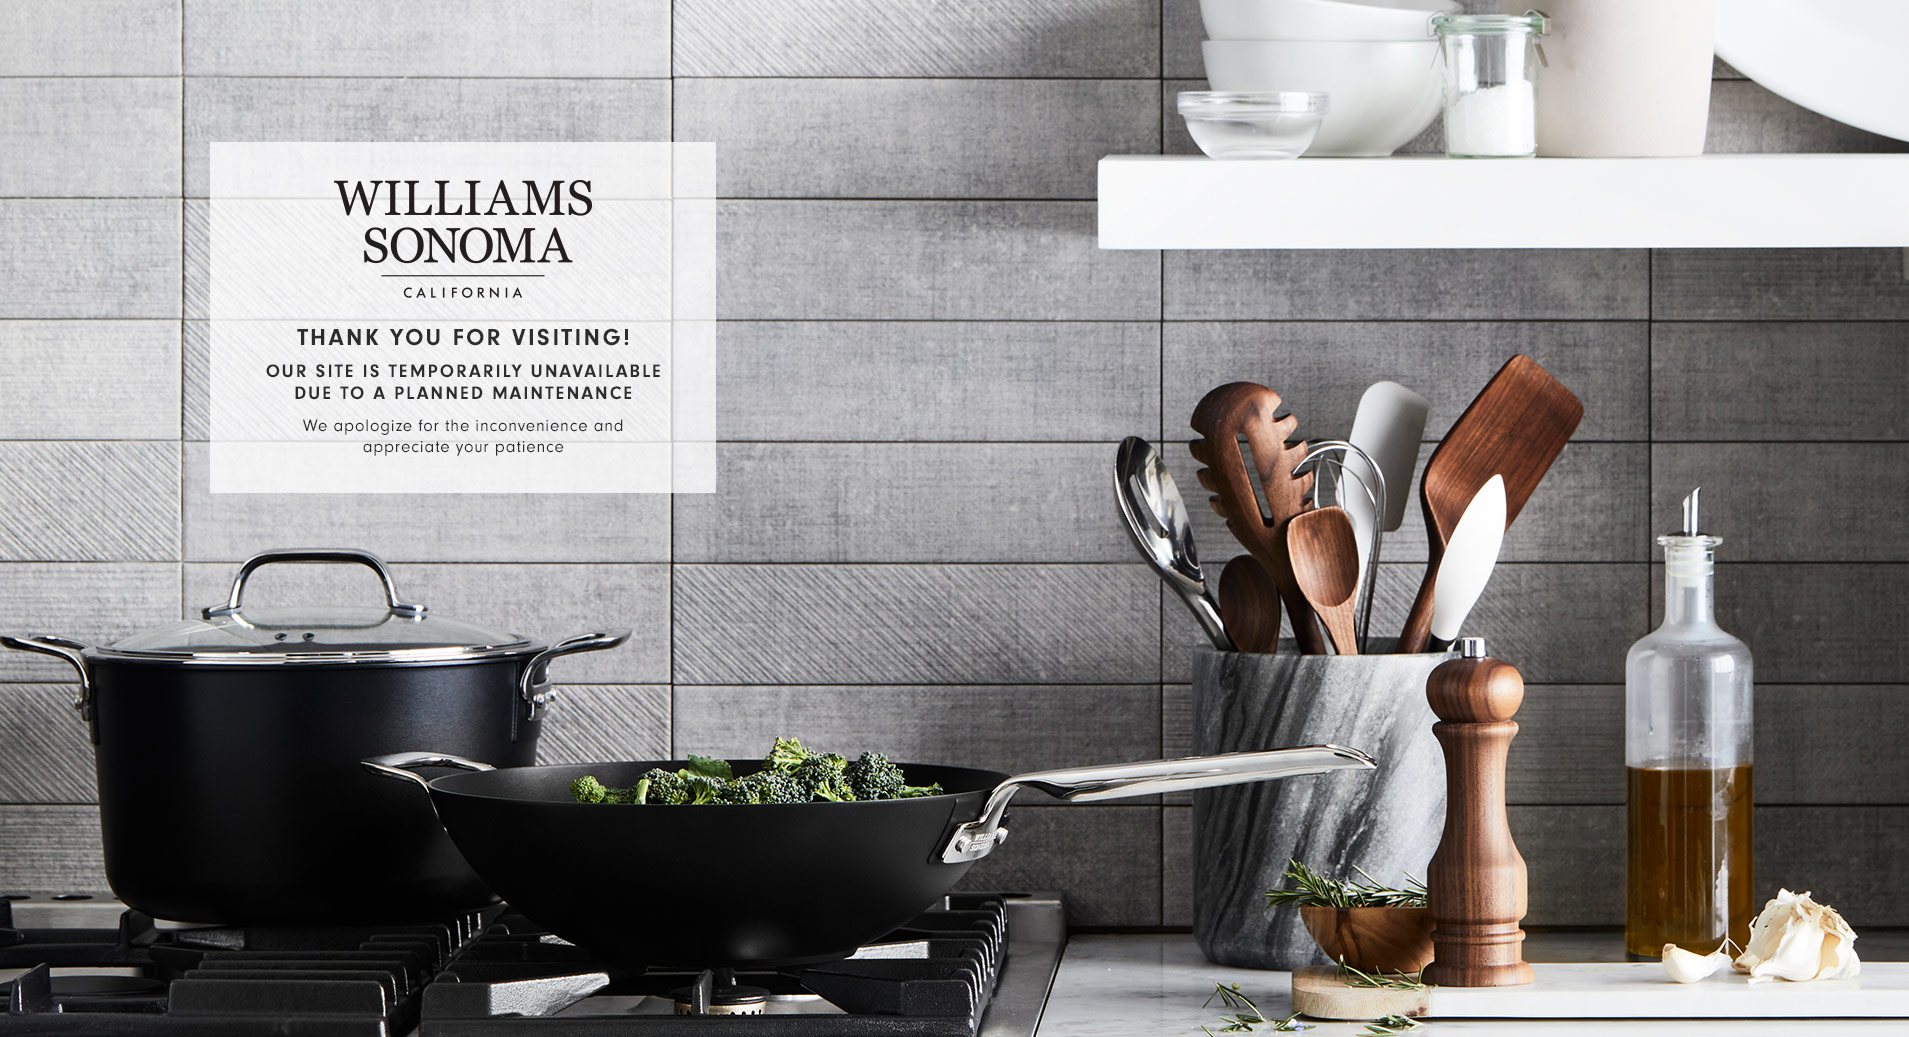 WILLIAMS
SONOMA
CALIFORNIA
THANK YOU FOR VISITING!
OUR SITE IS TEMPORARILY UNAVAILABLE
DUE TO A PLANNED MAINTENANCE
We apologize for the inconvenience and
appreciate your patience